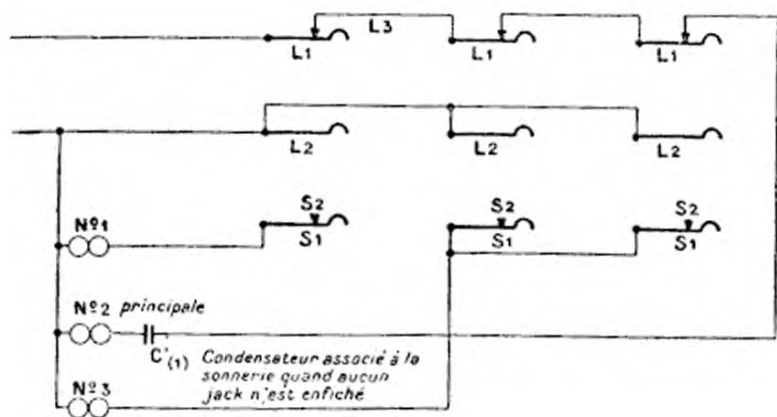 L3
L1 L1 L1
L2 L2 L2
S2 S2 S2
Nº1
S1 S1 S1
Nº2 principale
C'(1) Condensateur associé à la
sonnerie quand aucun
jack n'est enfiché
Nº3